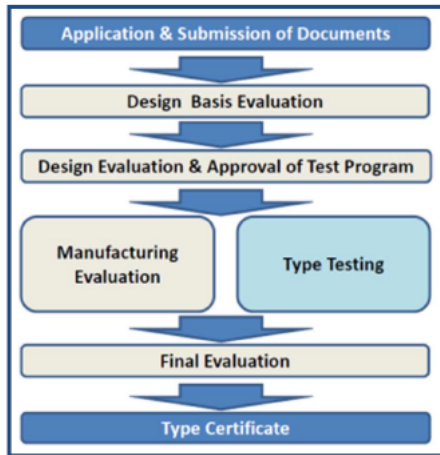 Application & Submission of Documents
Design Basis Evaluation
Design Evaluation & Approval of Test Program
Manufacturing
Evaluation
Type Testing
Final Evaluation
Type Certificate